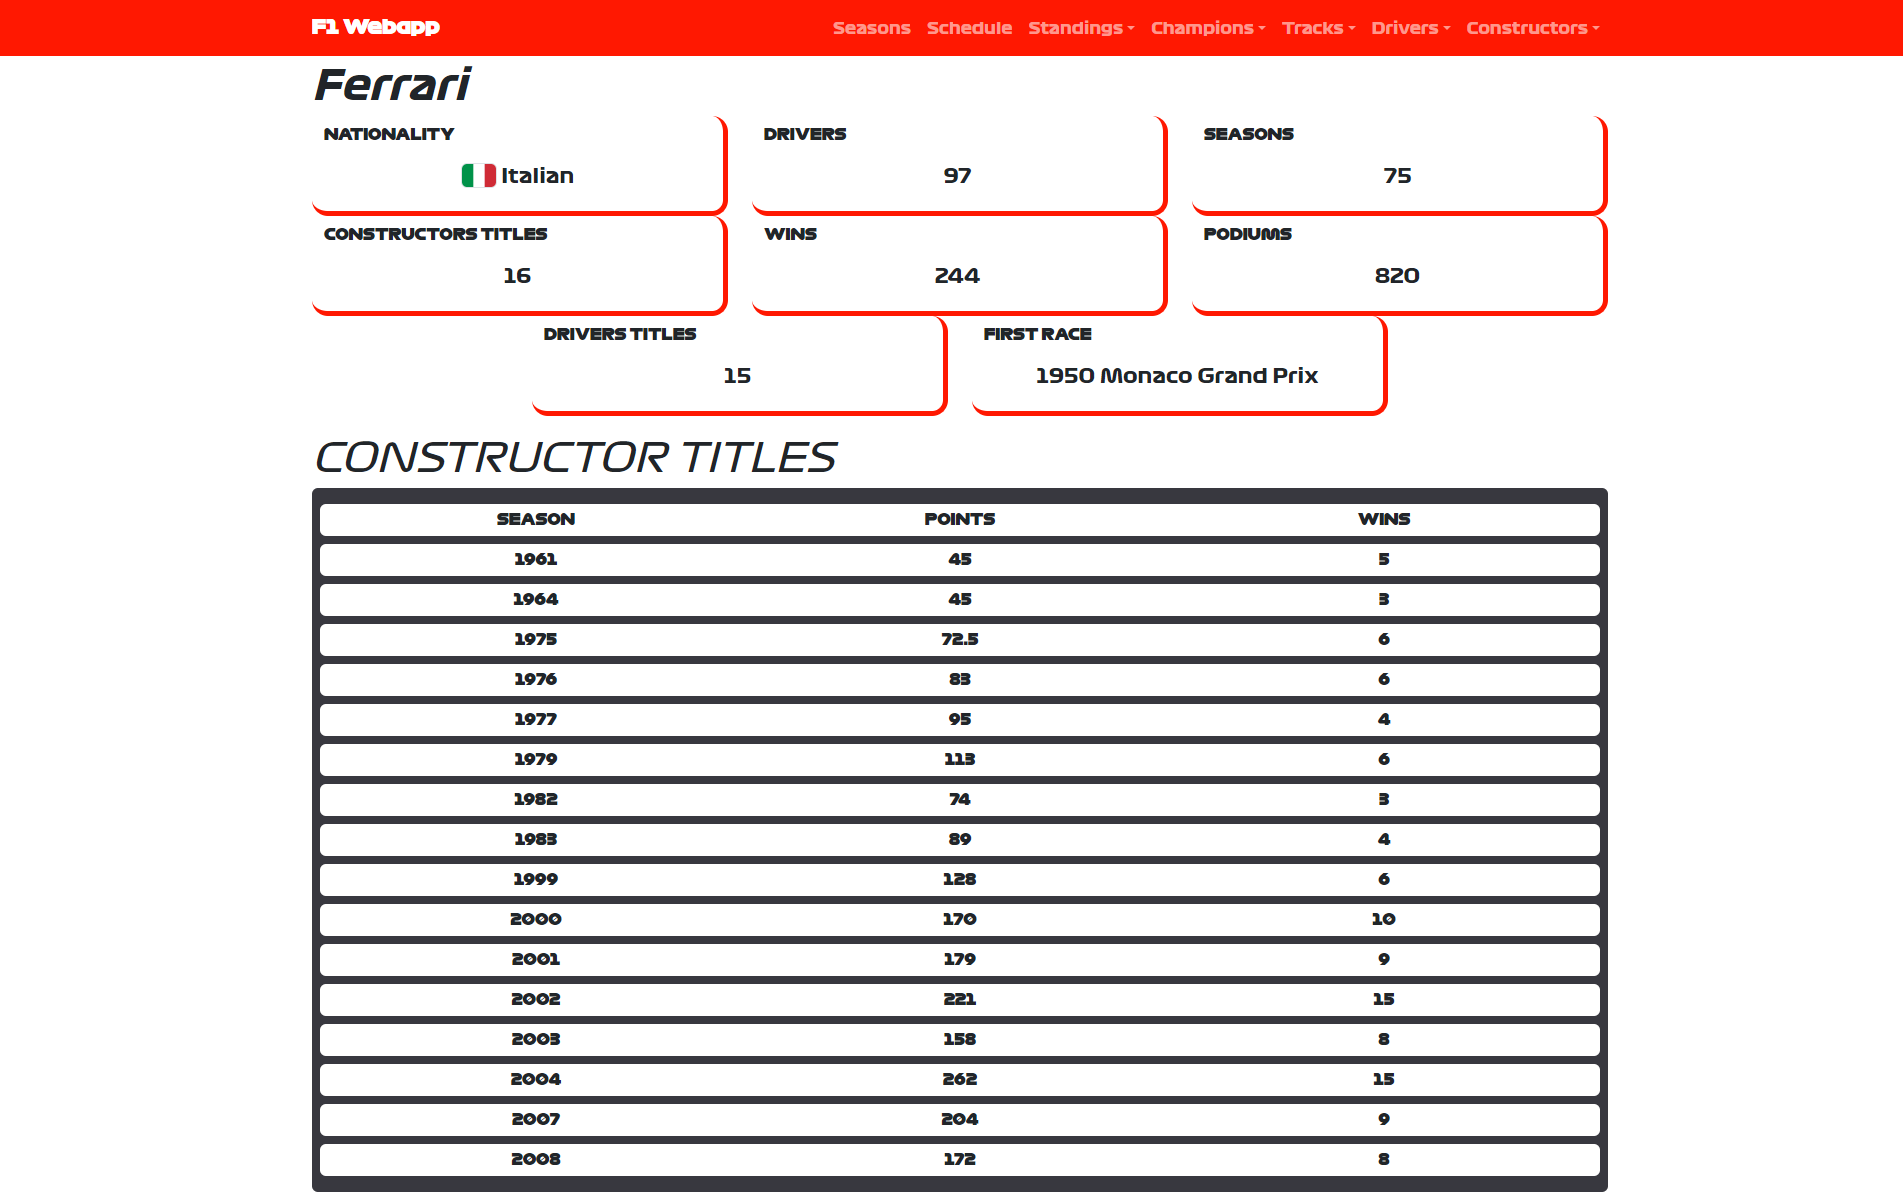 F1 Webapp Seasons Schedule Standings Champions Tracks Drivers Constructors
Ferrari
NATIONALITY DRIVERS SEASONS
Italian 97 75
CONSTRUCTORS TITLES WINS PODIUMS
16 244 820
DRIVERS TITLES FIRST RACE
15 1950 Monaco Grand Prix
CONSTRUCTOR TITLES
SEASON POINTS WINS
1961 45 5
1964 45 3
1975 72.5 6
1976 83 6
1977 95 4
1979 113 6
1982 74 3
1983 89 4
1999 128 6
2000 170 10
2001 179 9
2002 221 15
2003 158 8
2004 262 15
2007 204 9
2008 172 8